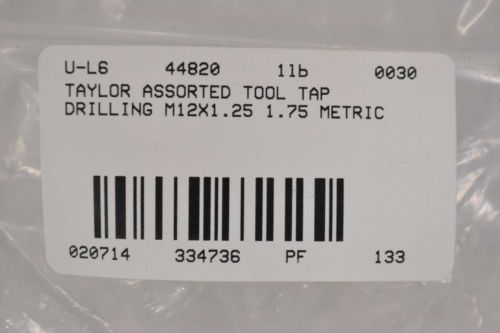 U-L6 44820 1lb 0030
TAYLOR ASSORTED TOOL TAP
DRILLING M12X1.25 1.75 METRIC
020714 334736 PF 133